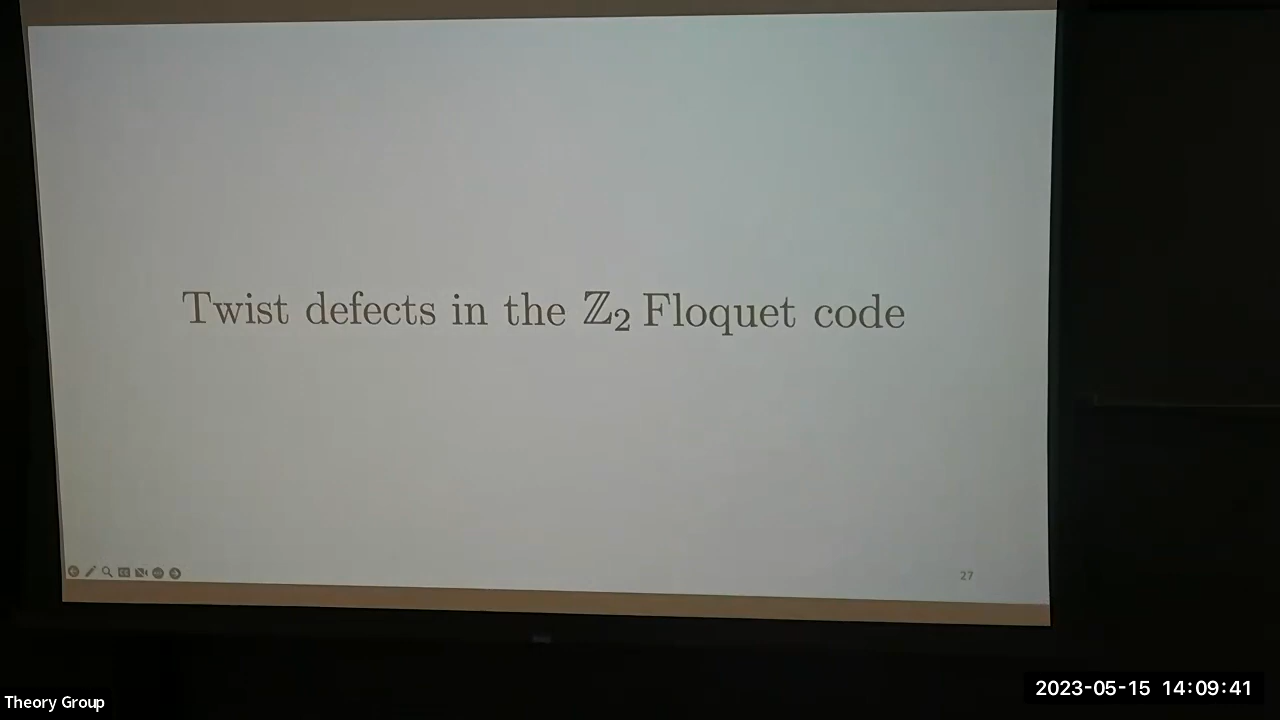 Twist defects in the ℤ₂ Floquet code
27
Theory Group
2023-05-15 14:09:41